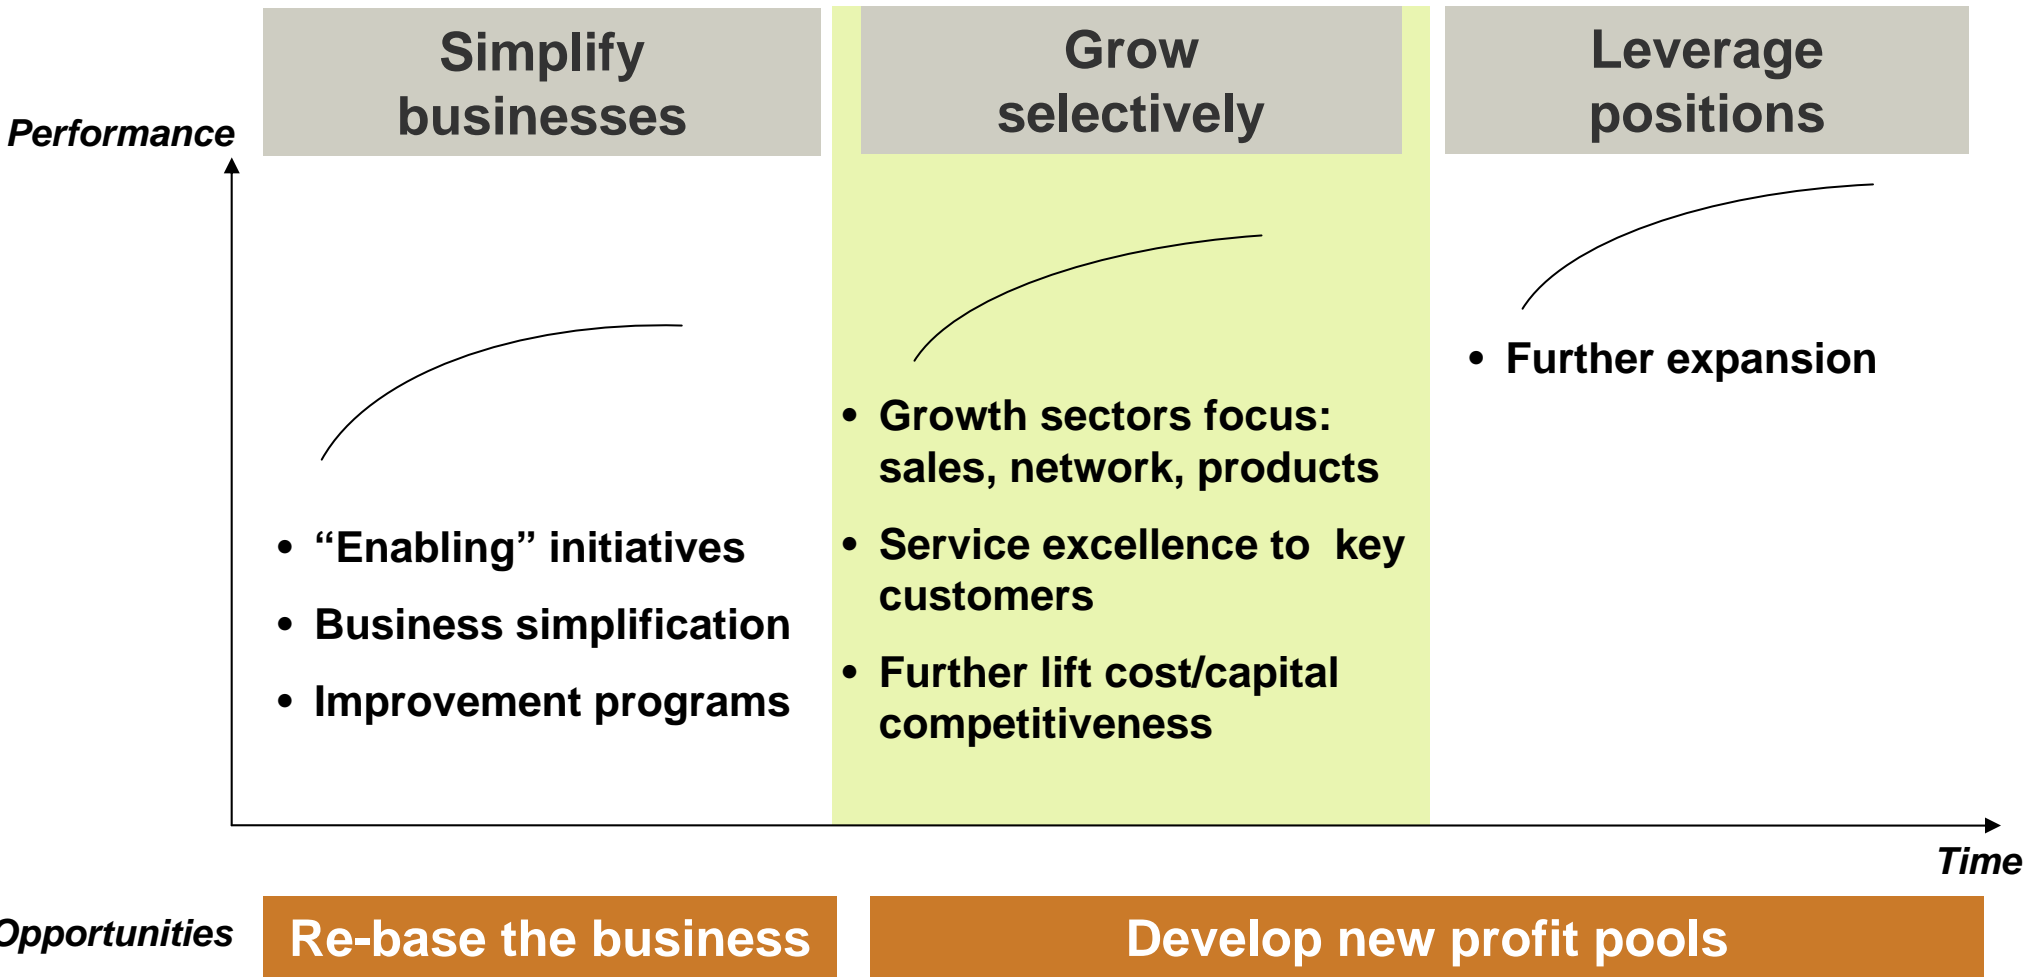 Simplify
businesses
Grow
selectively
Leverage
positions
Performance
• “Enabling” initiatives
• Business simplification
• Improvement programs
• Growth sectors focus:
sales, network, products
• Service excellence to  key
customers
• Further lift cost/capital
competitiveness
• Further expansion
Time
Opportunities
Re-base the business
Develop new profit pools